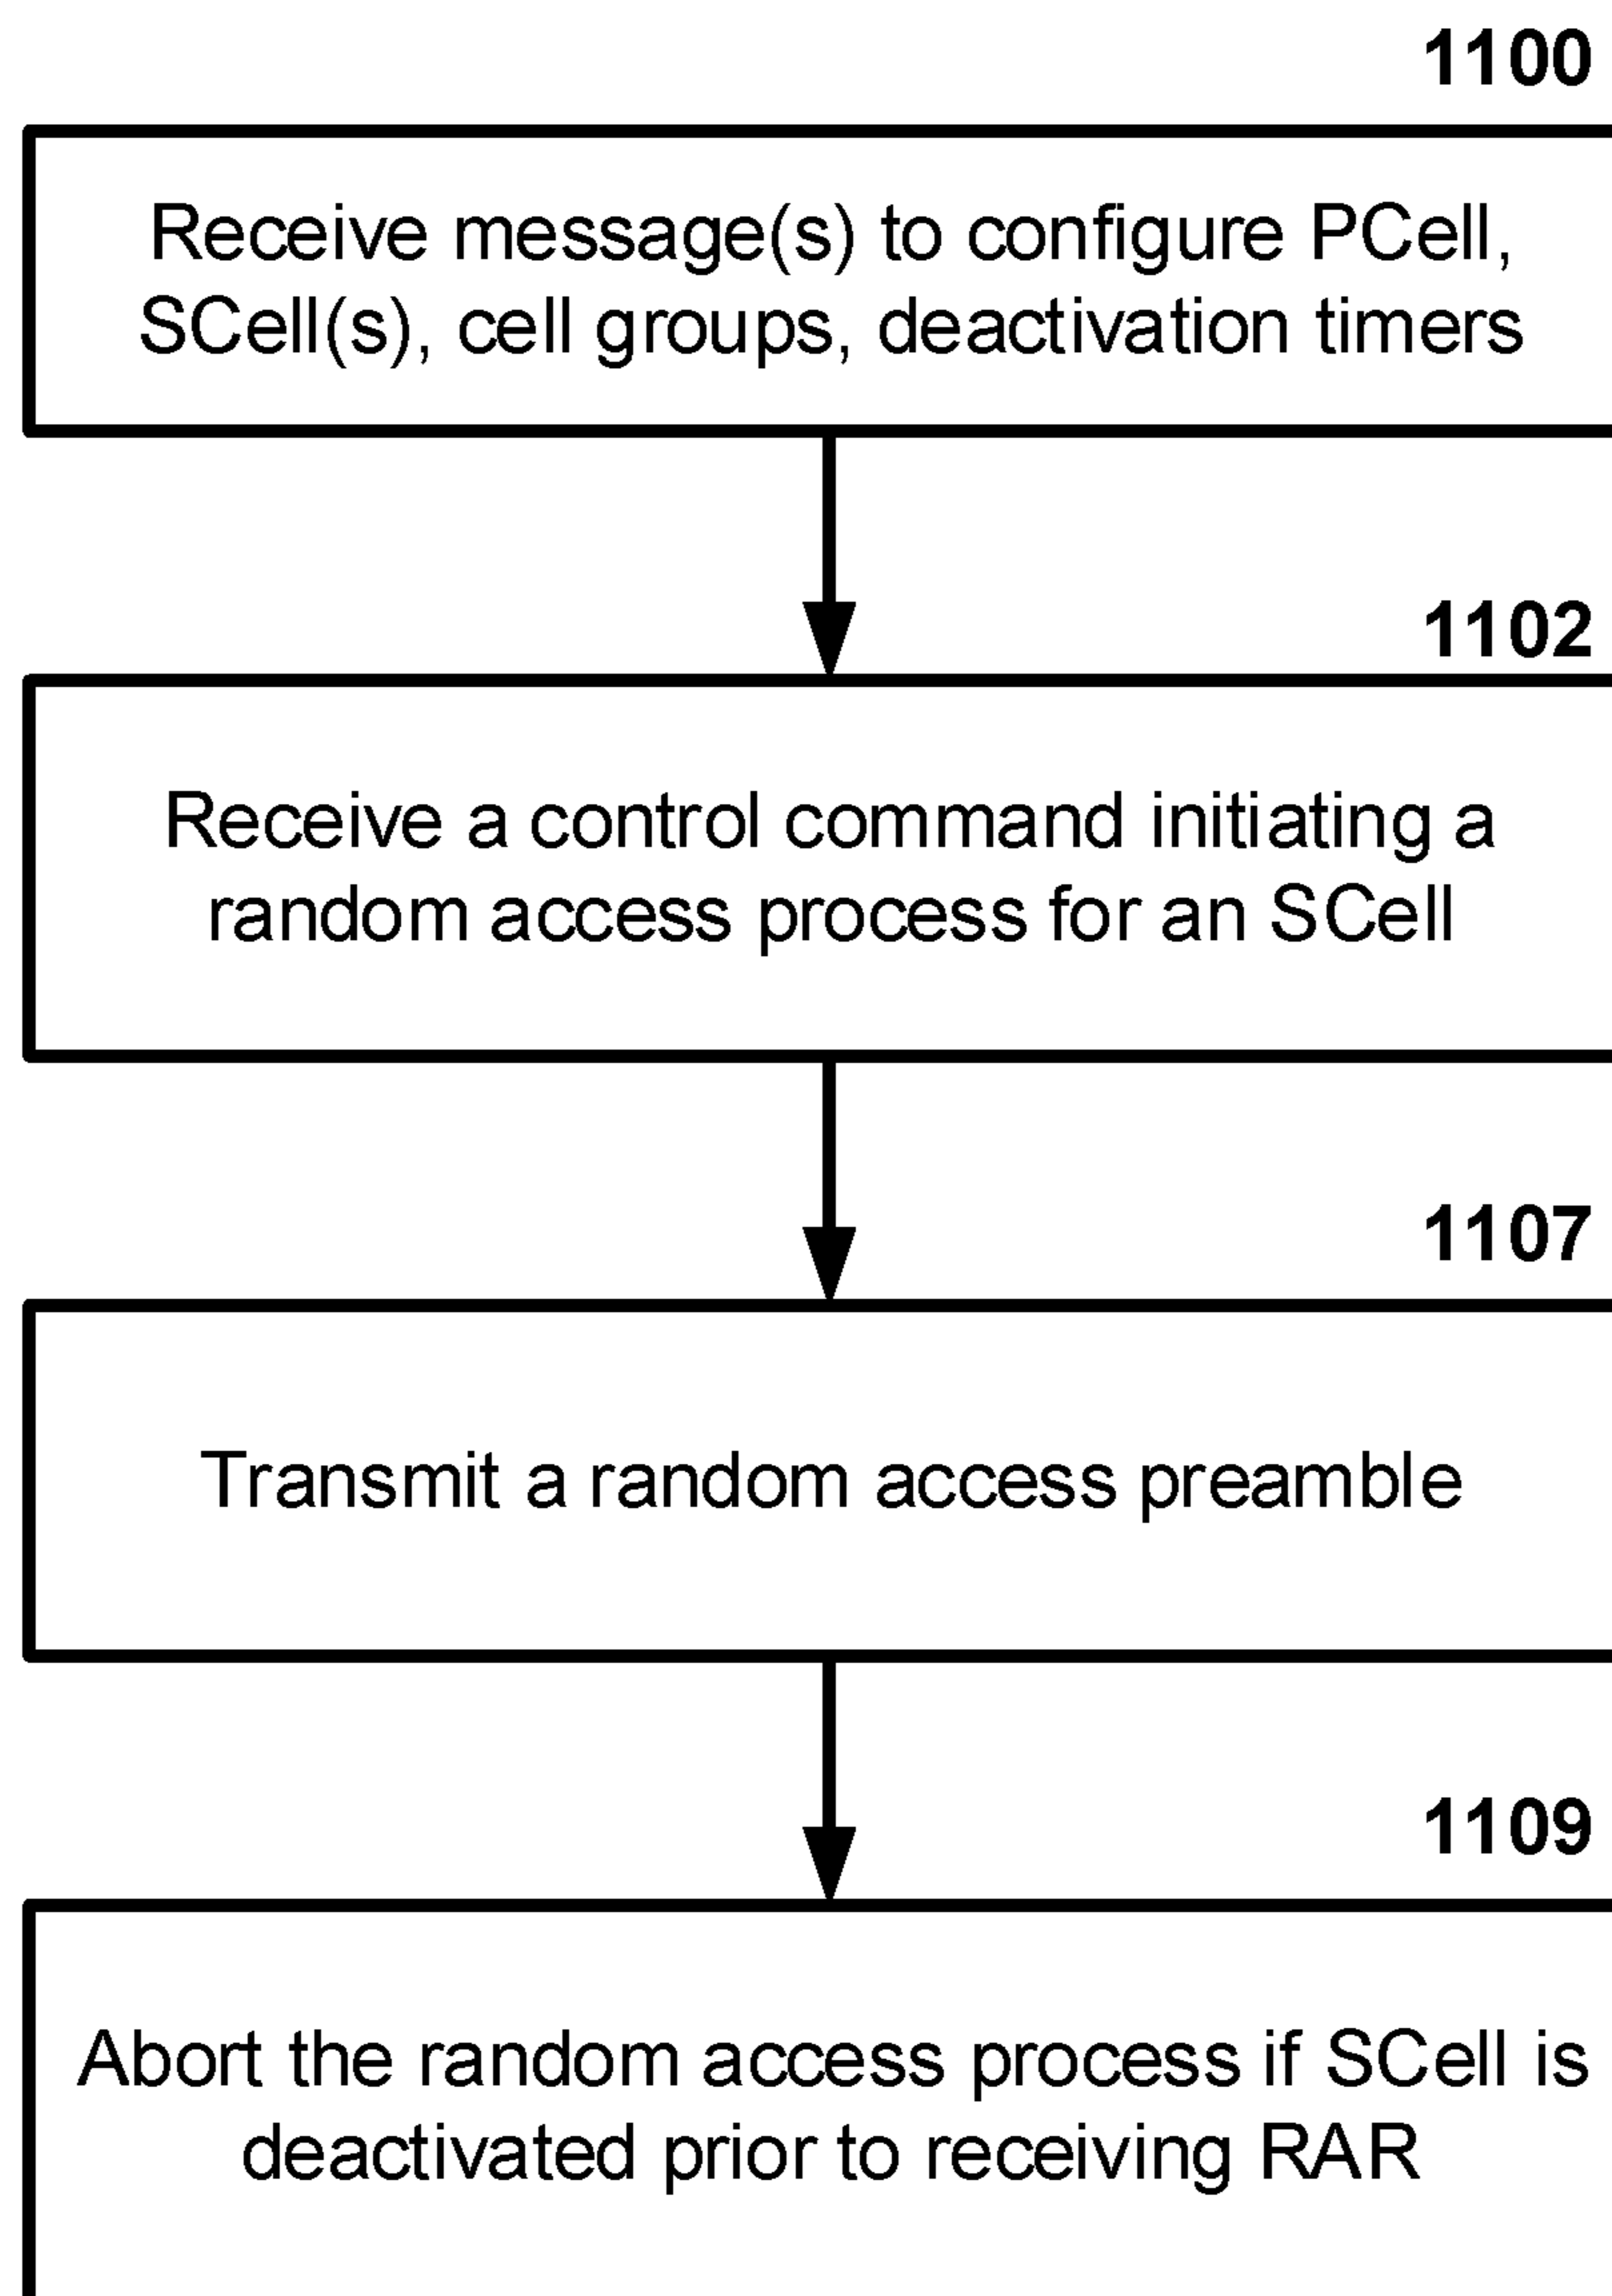 1100
Receive message(s) to configure PCell,
SCell(s), cell groups, deactivation timers
1102
Receive a control command initiating a
random access process for an SCell
1107
Transmit a random access preamble
1109
Abort the random access process if SCell is
deactivated prior to receiving RAR